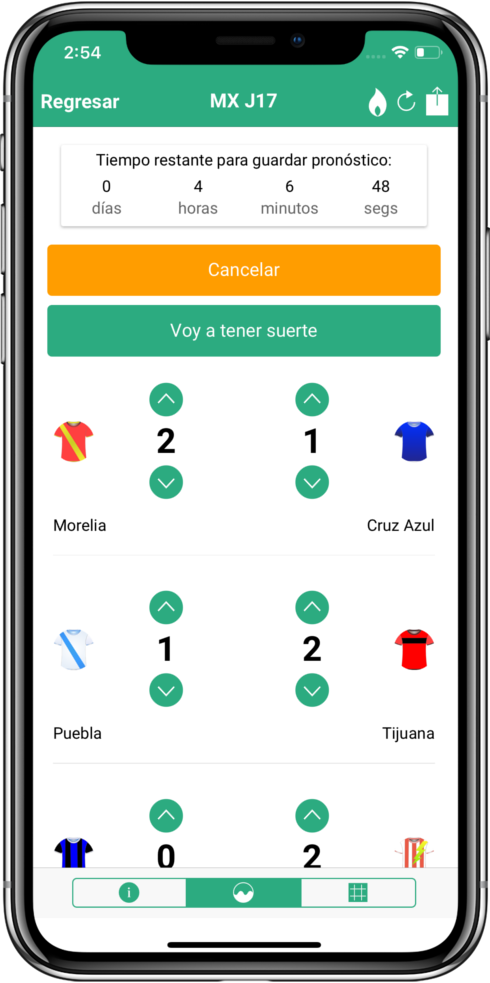 2:54
Regresar MX J17
Tiempo restante para guardar pronóstico:
0 4 6 48
días horas minutos segs
Cancelar
Voy a tener suerte
2 1
Morelia Cruz Azul
1 2
Puebla Tijuana
0 2
i